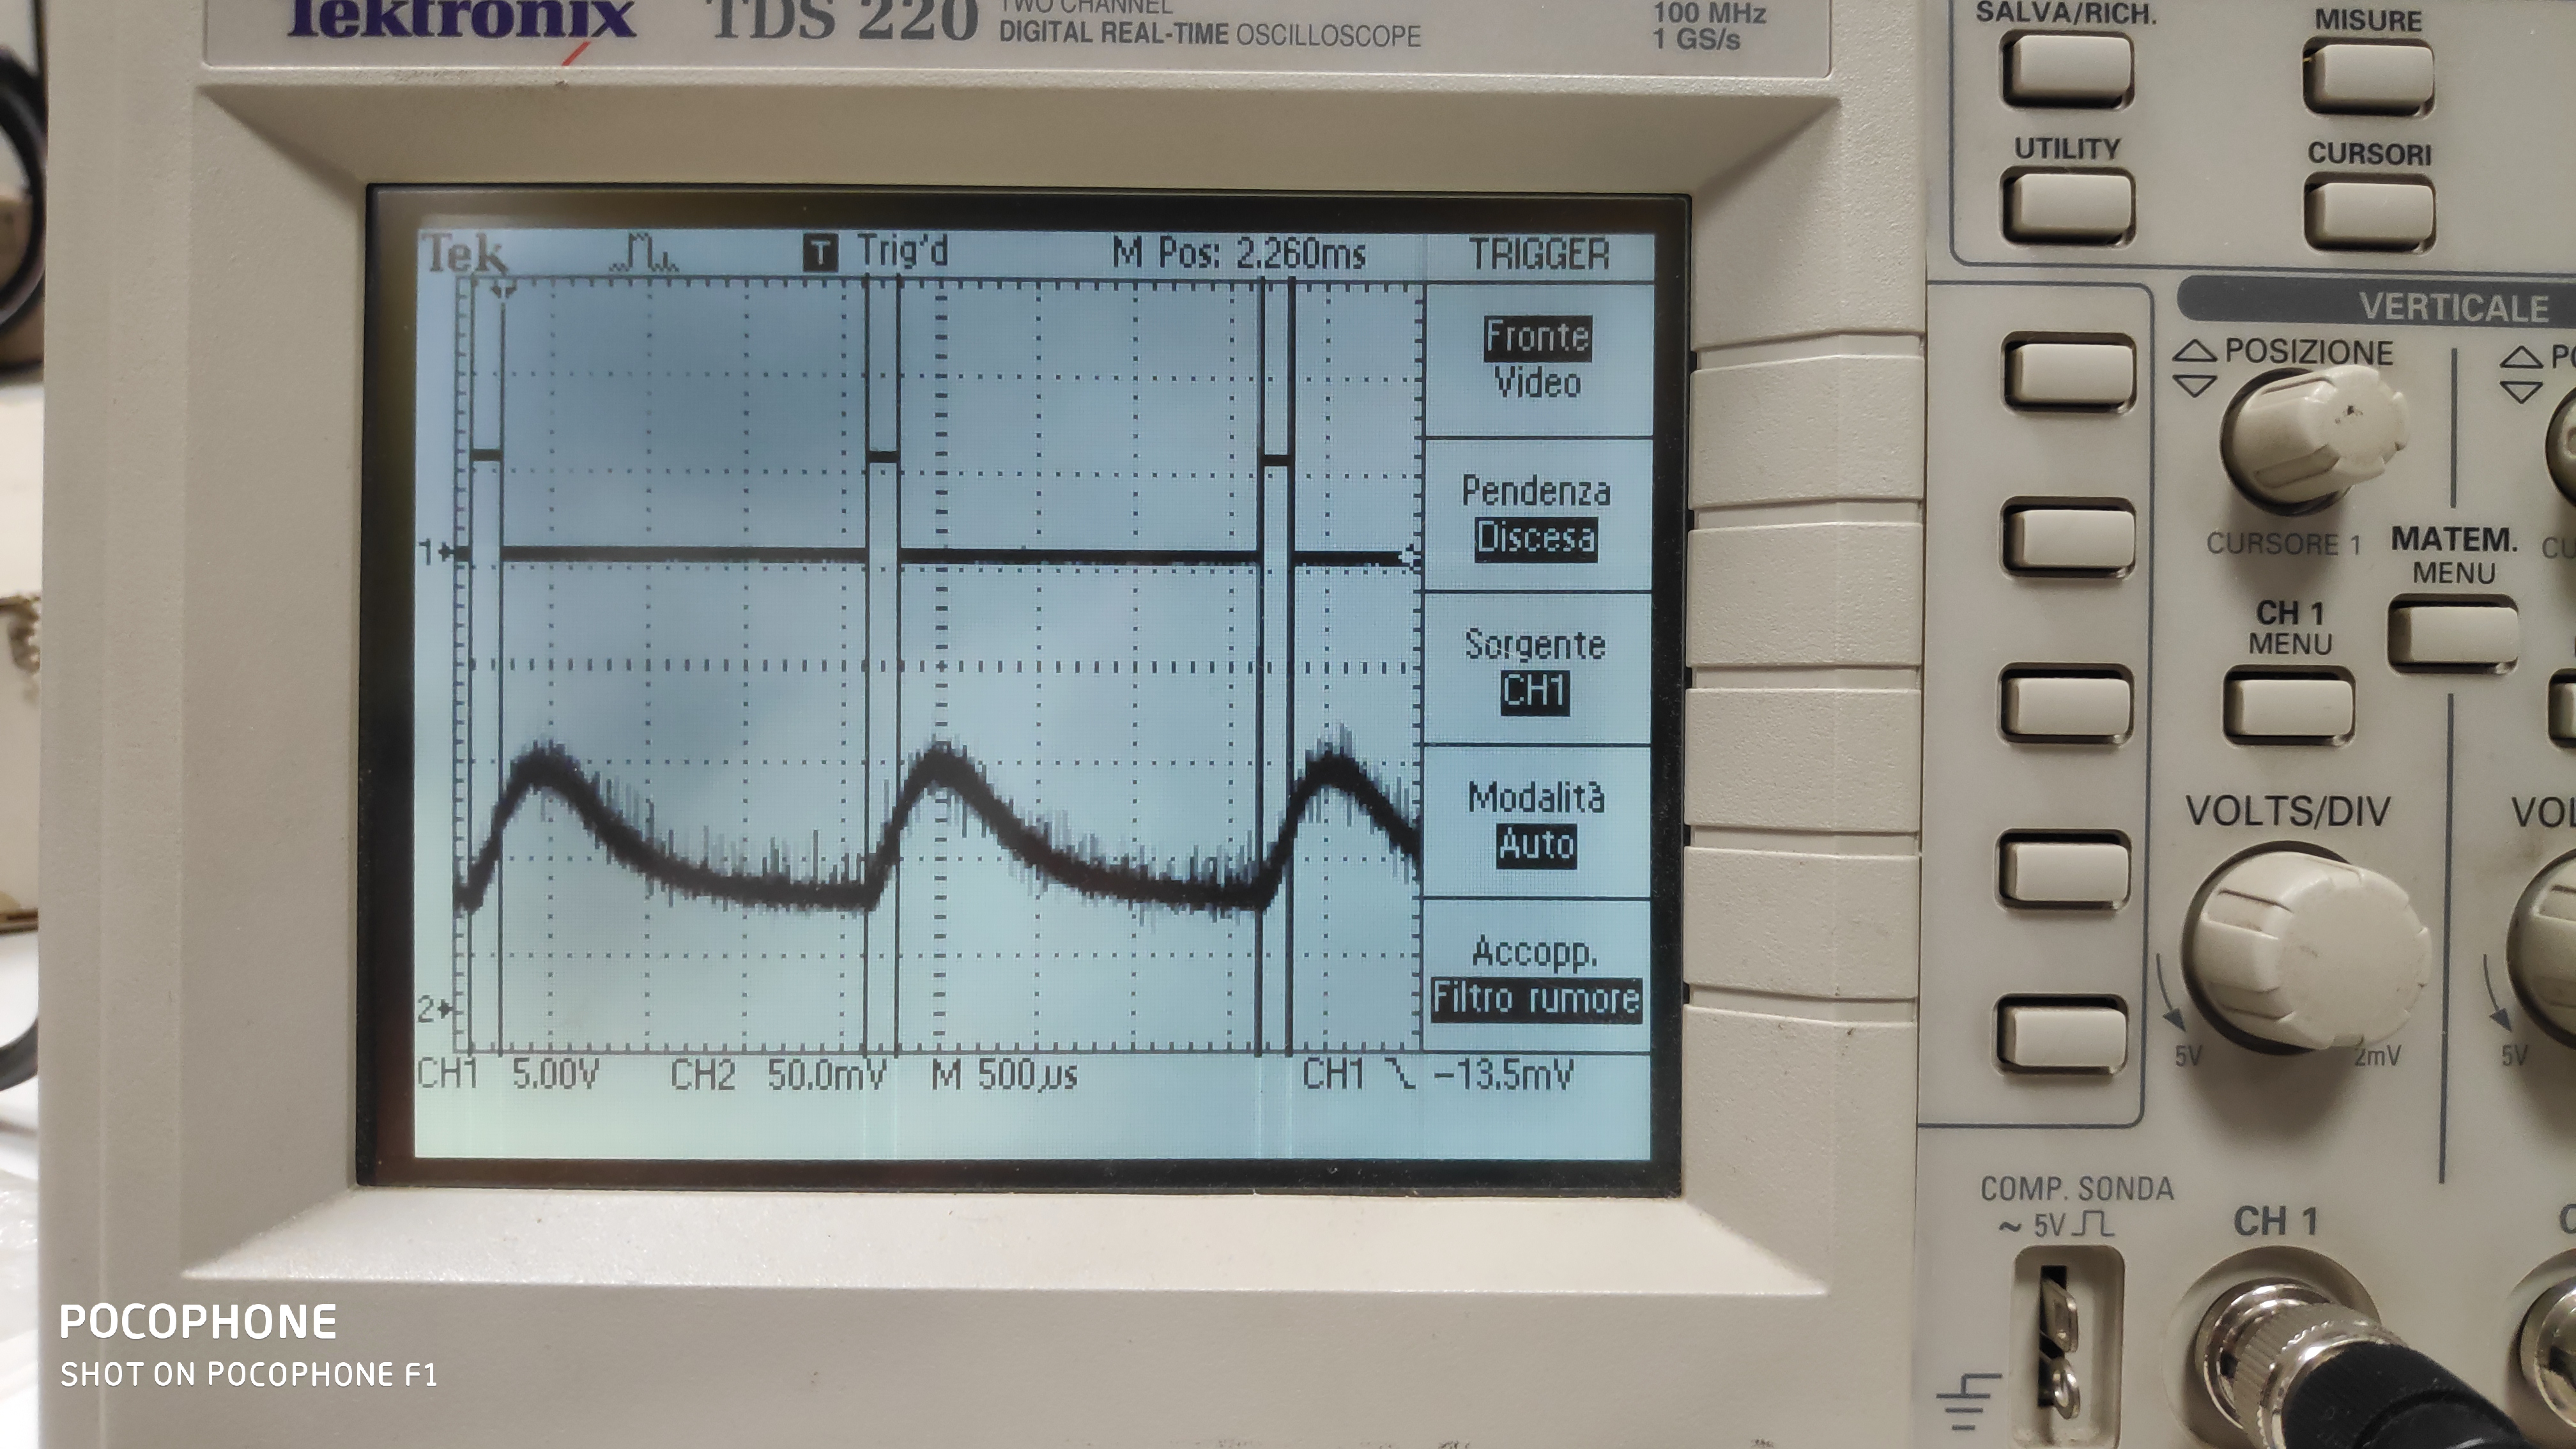 Tektronix TDS 220 TWO CHANNEL
DIGITAL REAL-TIME OSCILLOSCOPE
100 MHz
1 GS/s
SALVA/RICH.
MISURE
UTILITY
CURSORI
Tek
T Trig'd
M Pos: 2.260ms
TRIGGER
Fronte
Video
Pendenza
Discesa
Sorgente
CH1
Modalità
Auto
Accopp.
Filtro rumore
1
2
CH1 5.00V CH2 50.0mV M 500µs CH1 -13.5mV
VERTICALE
POSIZIONE
CURSORE 1
MATEM.
MENU
CH 1
MENU
VOLTS/DIV
5V
2mV
5V
COMP. SONDA
~ 5V
CH 1
POCOPHONE
SHOT ON POCOPHONE F1